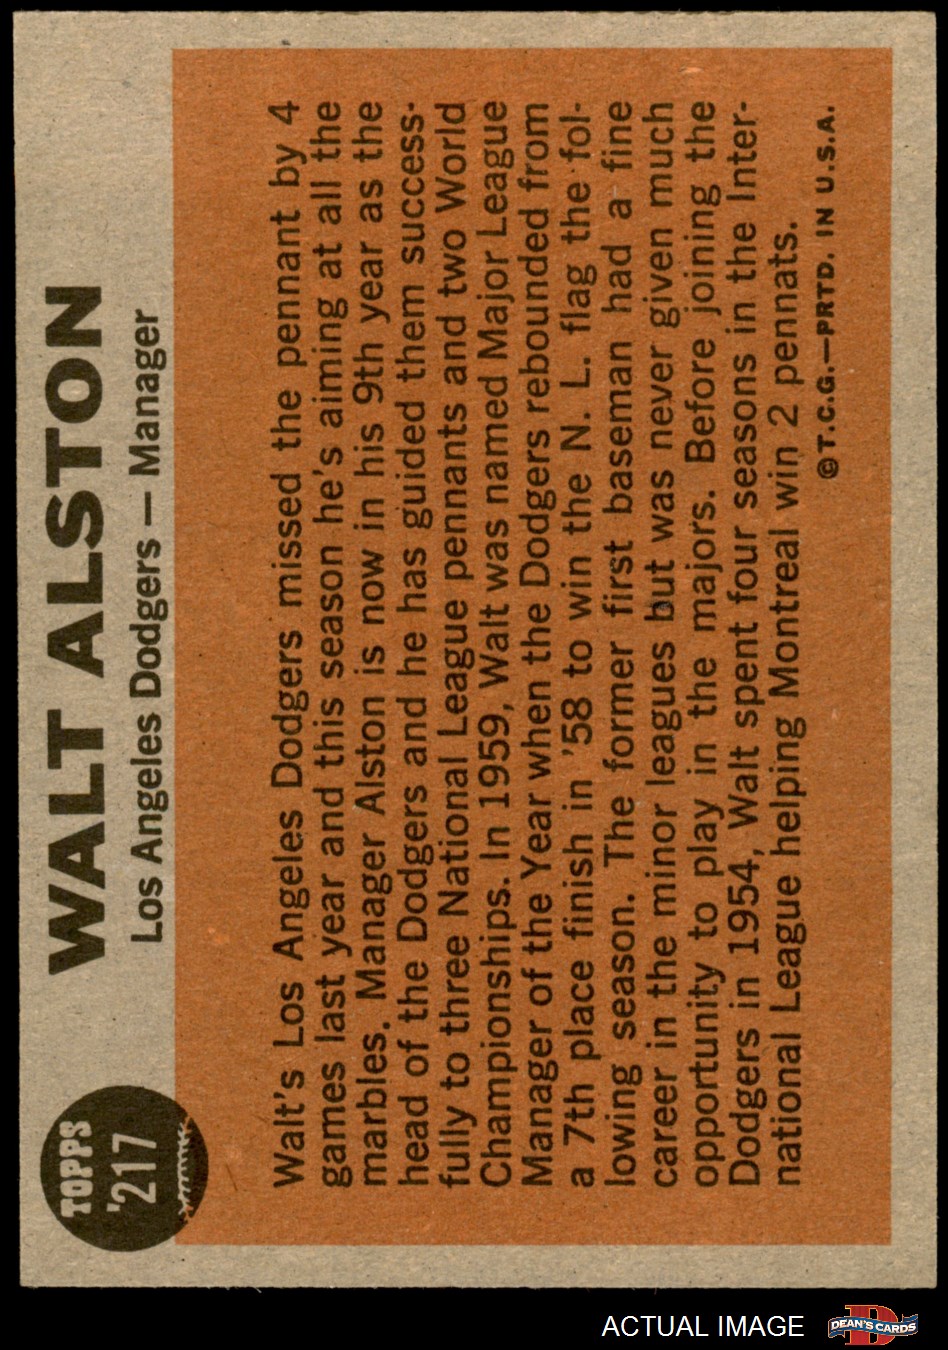 TOPPS
'217
WALT ALSTON
Los Angeles Dodgers — Manager
Walt's Los Angeles Dodgers missed the pennant by 4
games last year and this season he's aiming at all the
marbles. Manager Alston is now in his 9th year as the
head of the Dodgers and he has guided them success-
fully to three National League pennants and two World
Championships. In 1959, Walt was named Major League
Manager of the Year when the Dodgers rebounded from
a 7th place finish in '58 to win the N. L. flag the fol-
lowing season. The former first baseman had a fine
career in the minor leagues but was never given much
opportunity to play in the majors. Before joining the
Dodgers in 1954, Walt spent four seasons in the Inter-
national League helping Montreal win 2 pennats.
©T.C.G.—PRTD. IN U.S.A.
ACTUAL IMAGE
DEAN'S CARDS